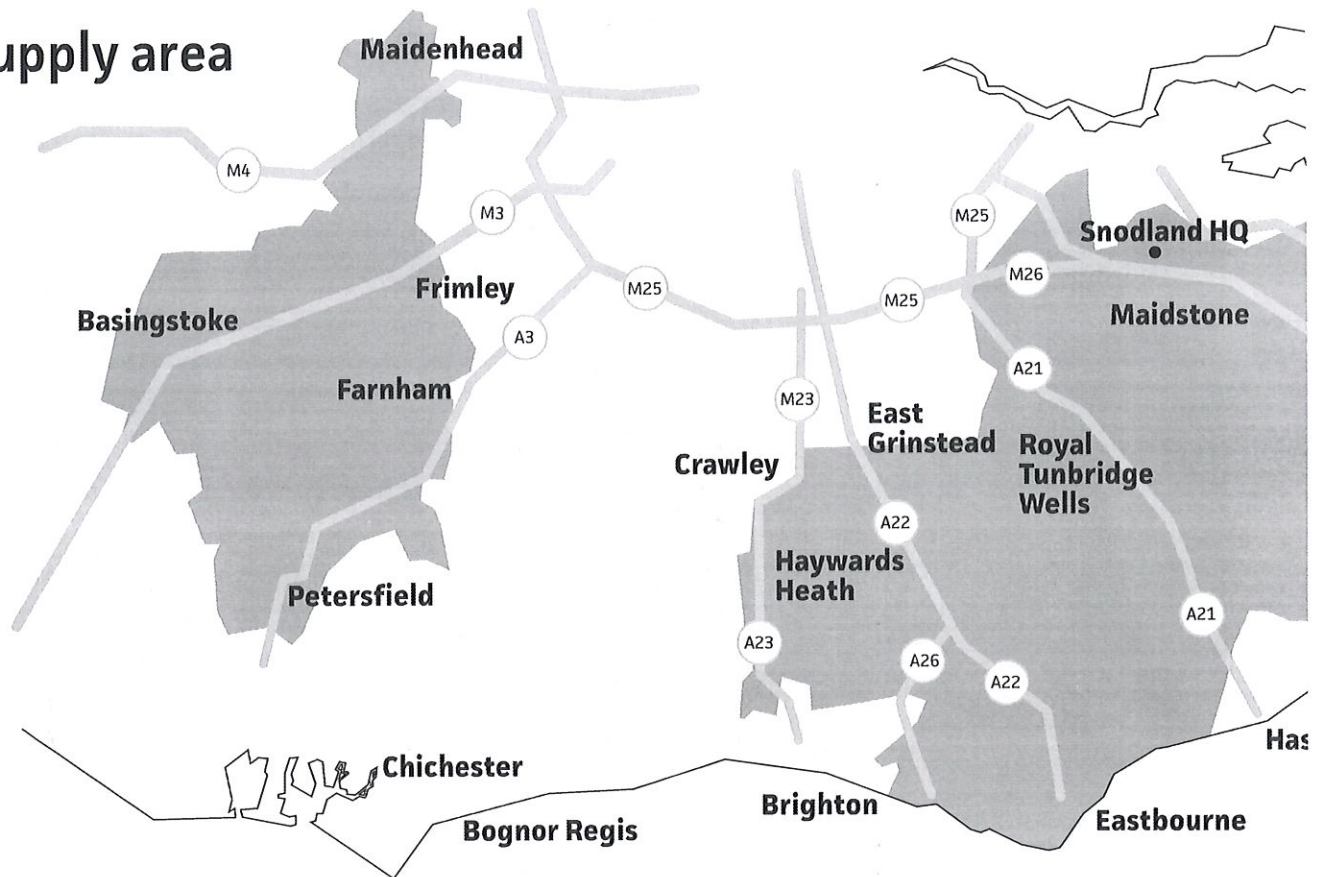 upply area
Maidenhead
M4
M3
M25
Snodland HQ
M26
M25
M25
Frimley
Basingstoke
A3
Maidstone
A21
Farnham
M23
East
Grinstead
Royal
Tunbridge
Wells
Crawley
A22
Haywards
Heath
Petersfield
A21
A23
A26
A22
Has
Chichester
Brighton
Eastbourne
Bognor Regis